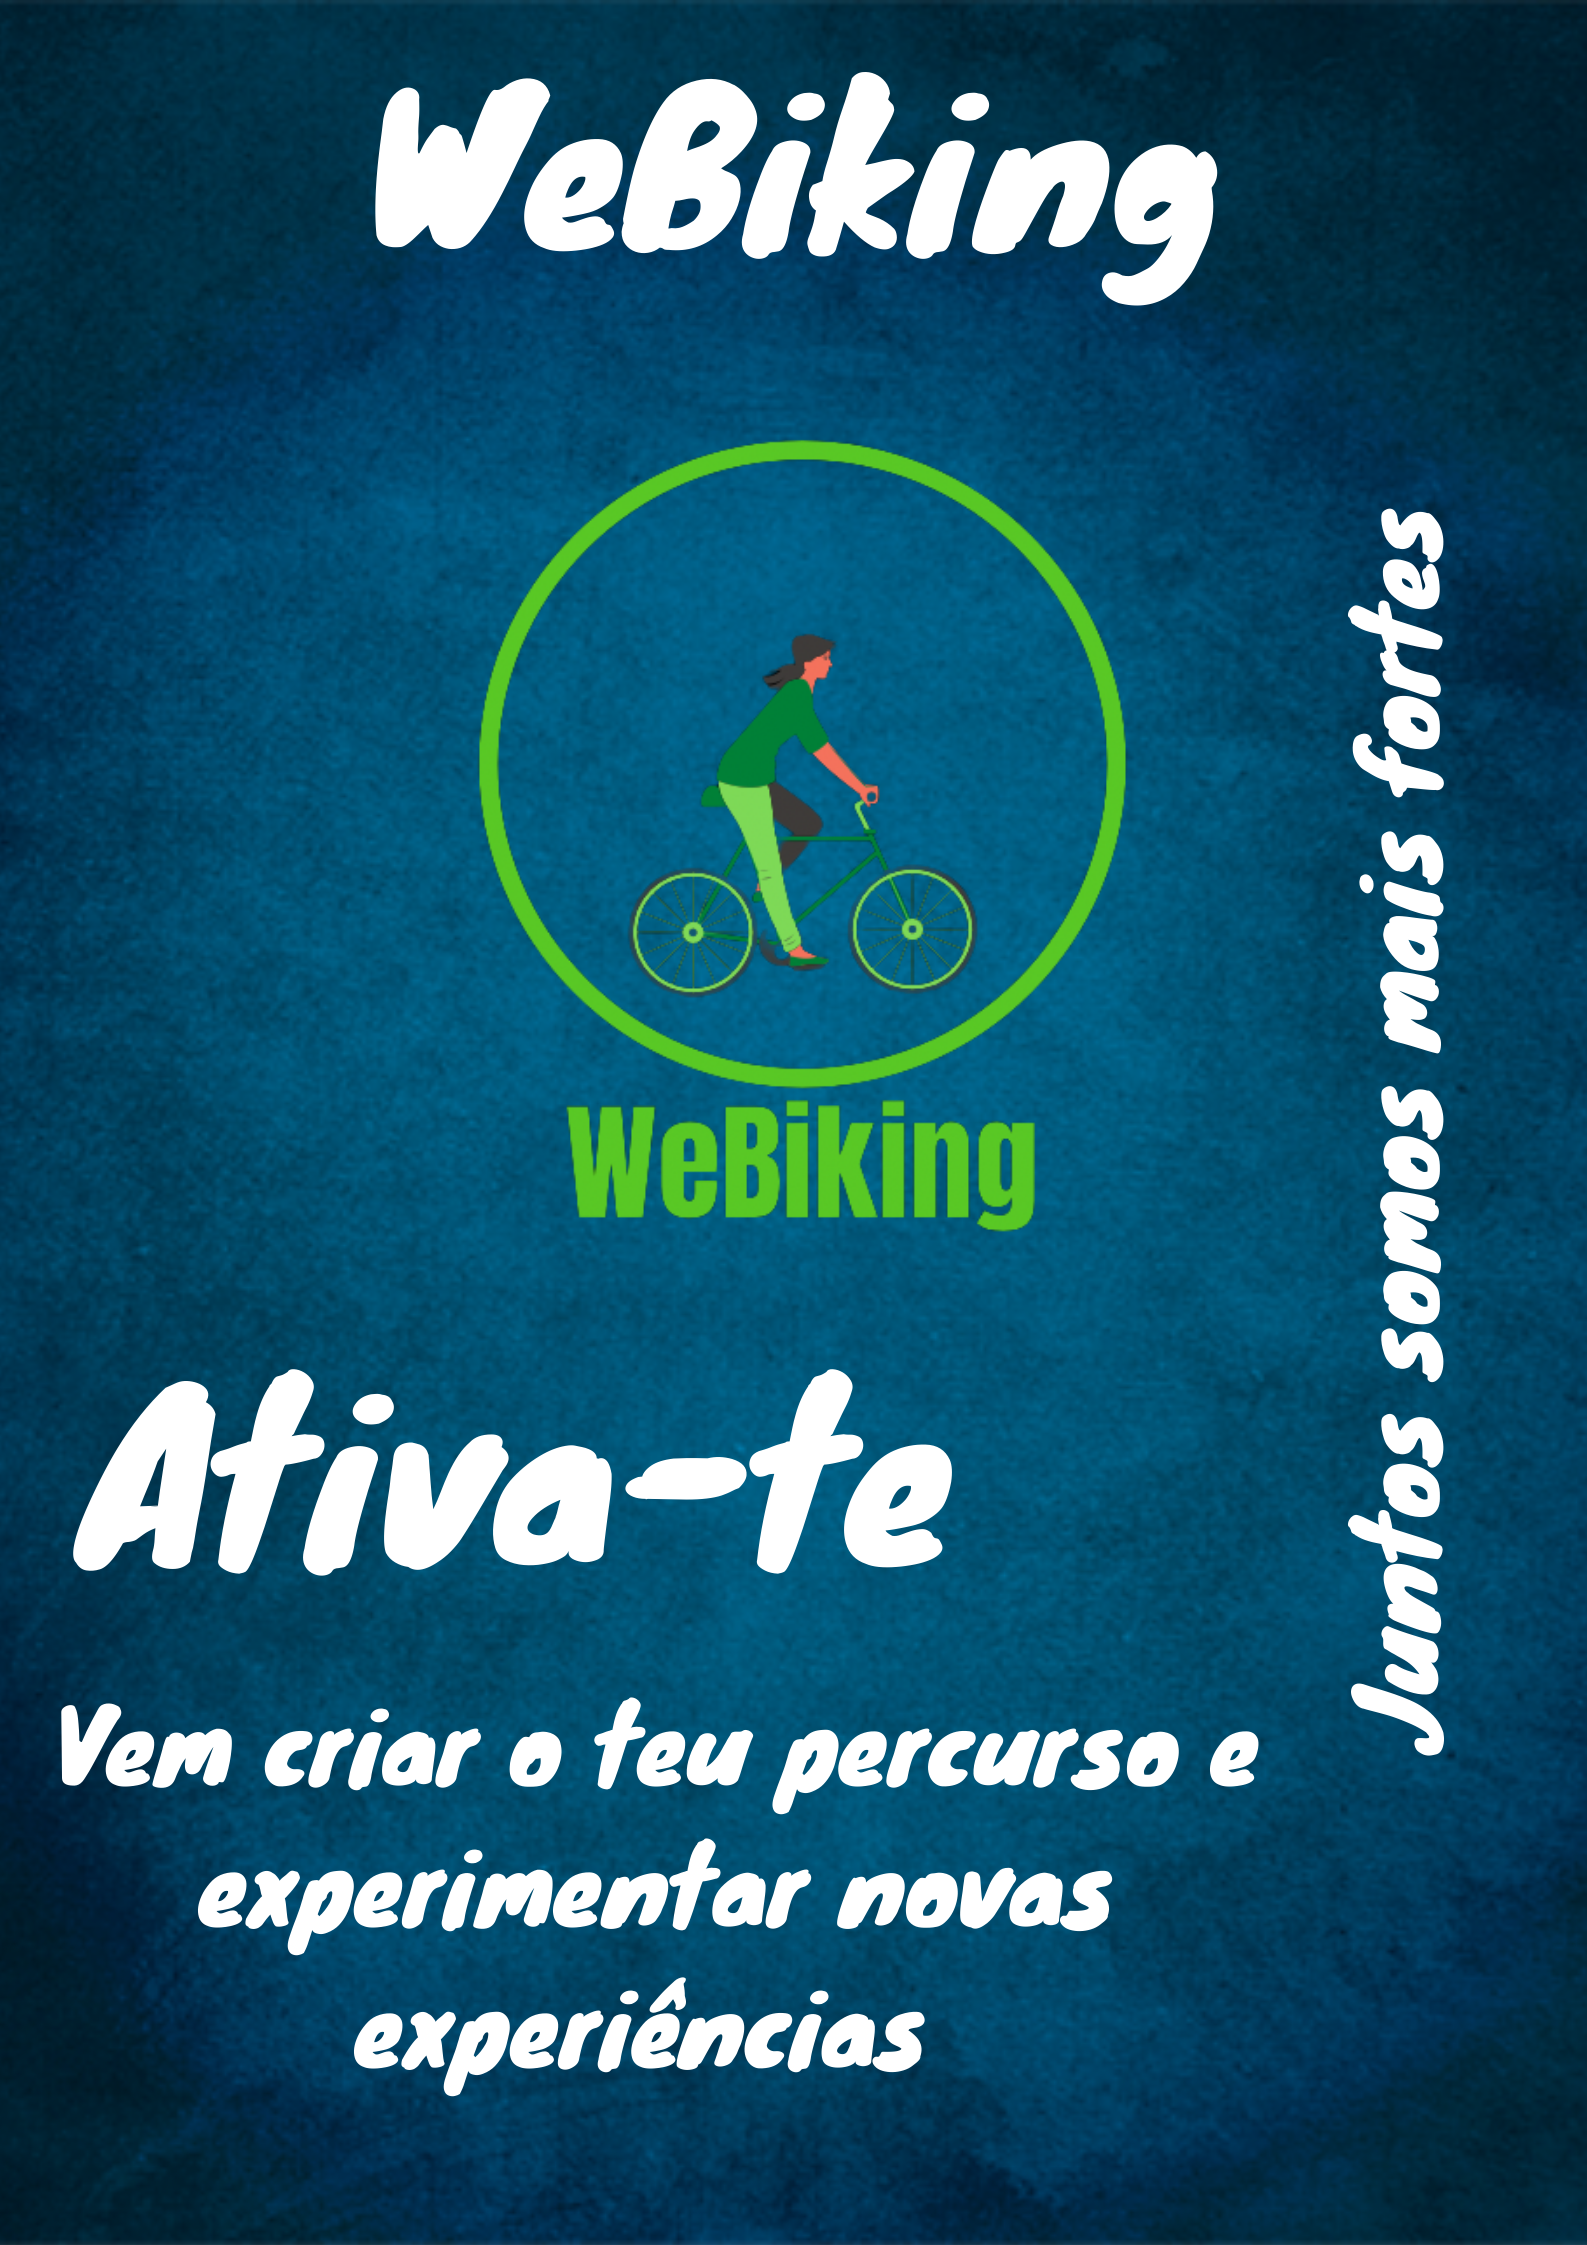 WeBiking
WeBiking
Juntos somos mais fortes
Ativa-te
Vem criar o teu percurso e
experimentar novas
experiências